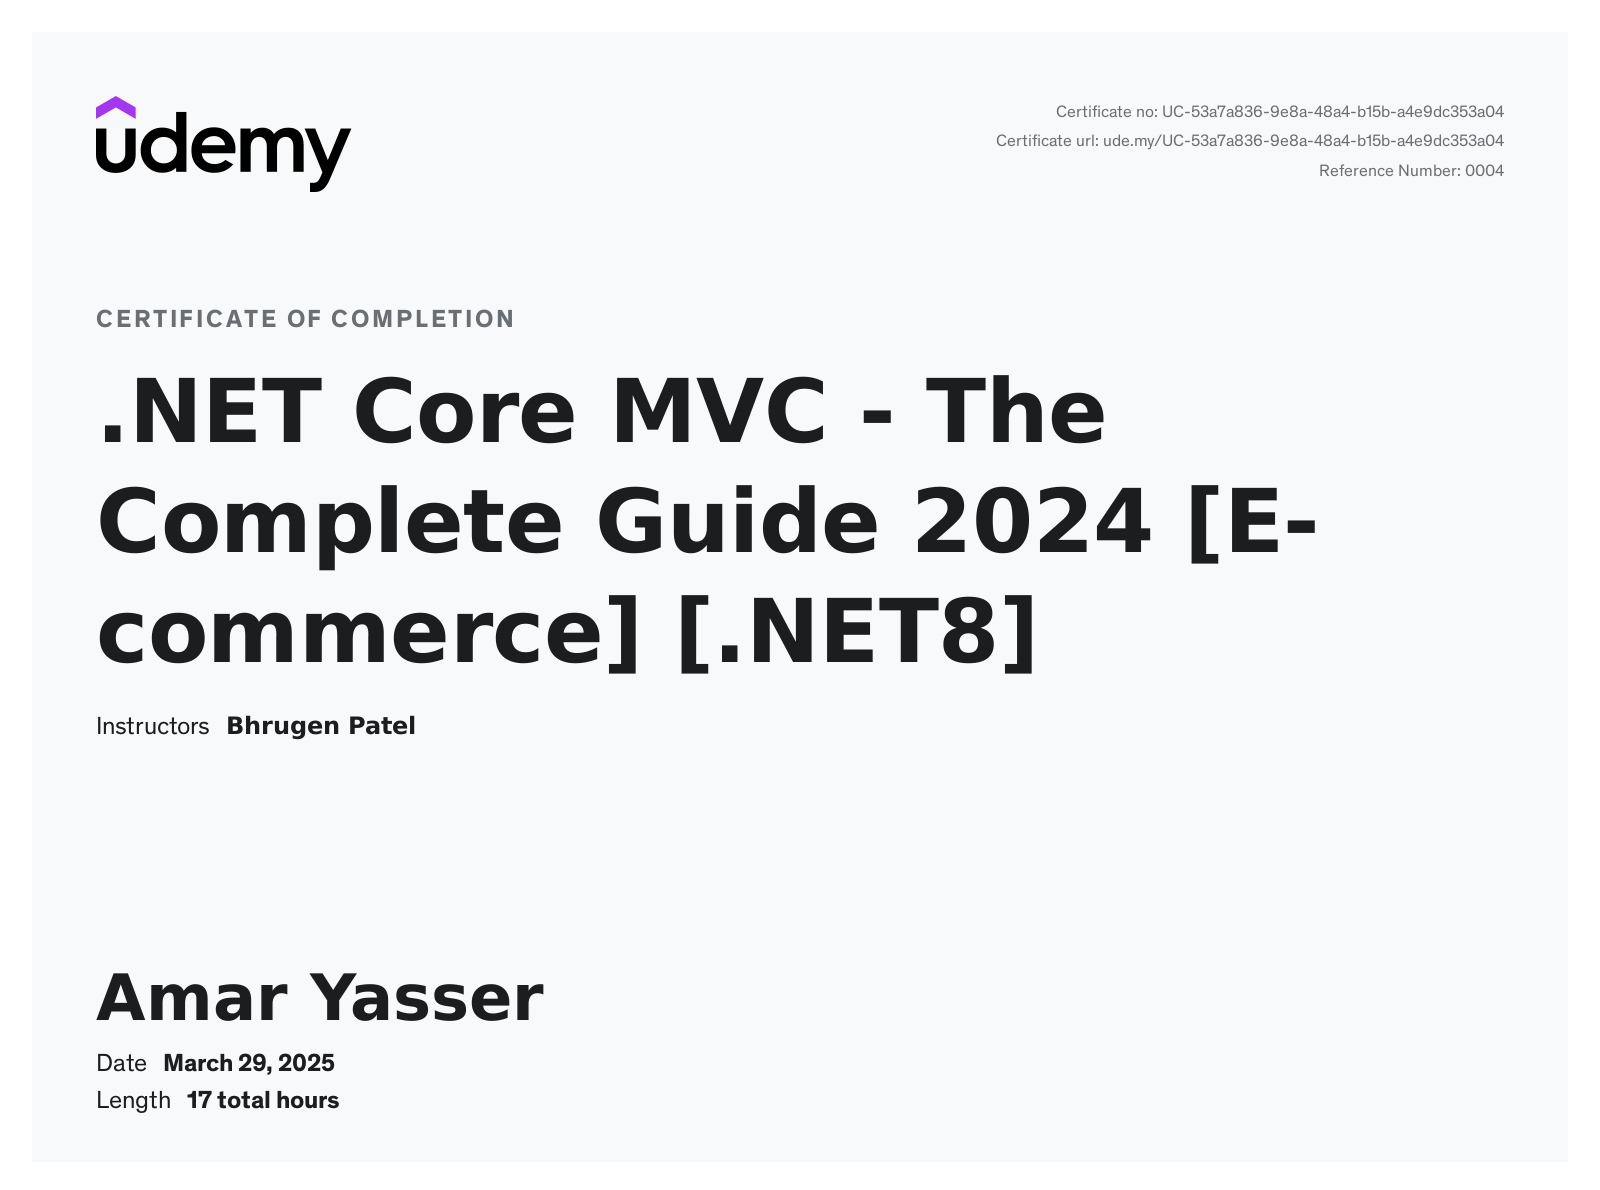 udemy
Certificate no: UC-53a7a836-9e8a-48a4-b15b-a4e9dc353a04
Certificate url: ude.my/UC-53a7a836-9e8a-48a4-b15b-a4e9dc353a04
Reference Number: 0004
CERTIFICATE OF COMPLETION
.NET Core MVC - The
Complete Guide 2024 [E-
commerce] [.NET8]
Instructors Bhrugen Patel
Amar Yasser
Date March 29, 2025
Length 17 total hours